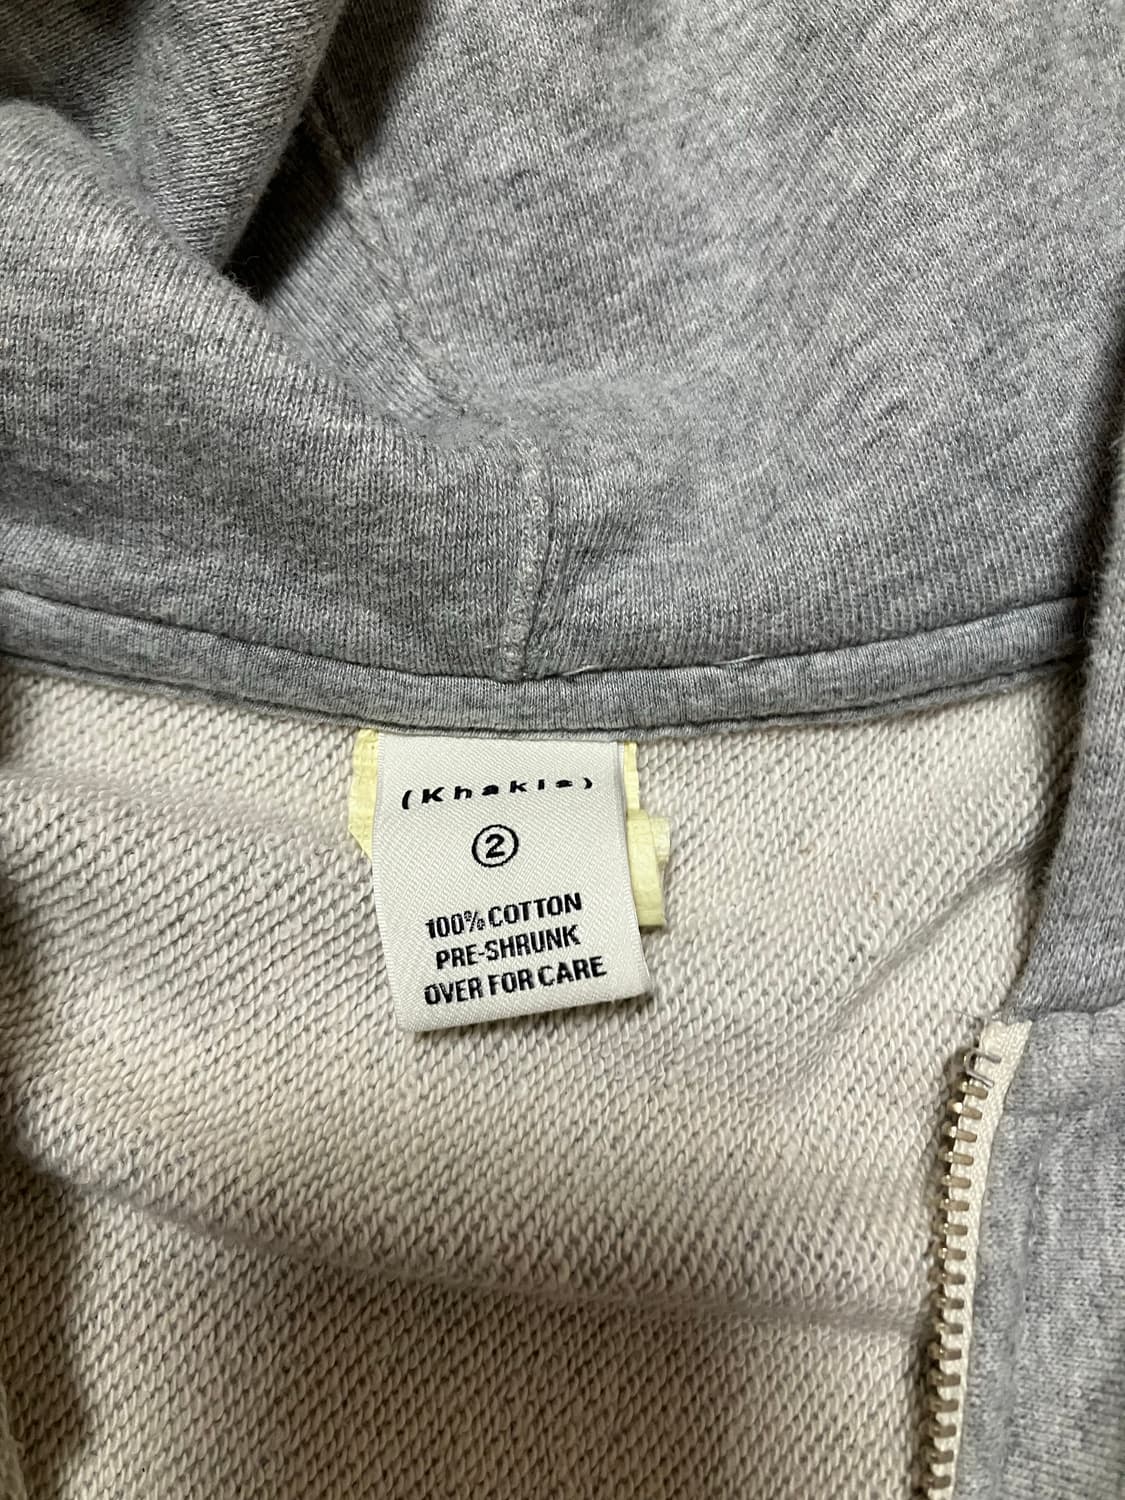 (Khakis)
②
100% COTTON
PRE-SHRUNK
OVER FOR CARE